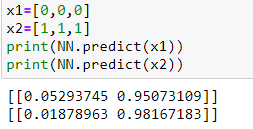 x1=[0,0,0]
x2=[1,1,1]
print(NN.predict(x1))
print(NN.predict(x2))
[[0.05293745 0.95073109]]
[[0.01878963 0.98167183]]